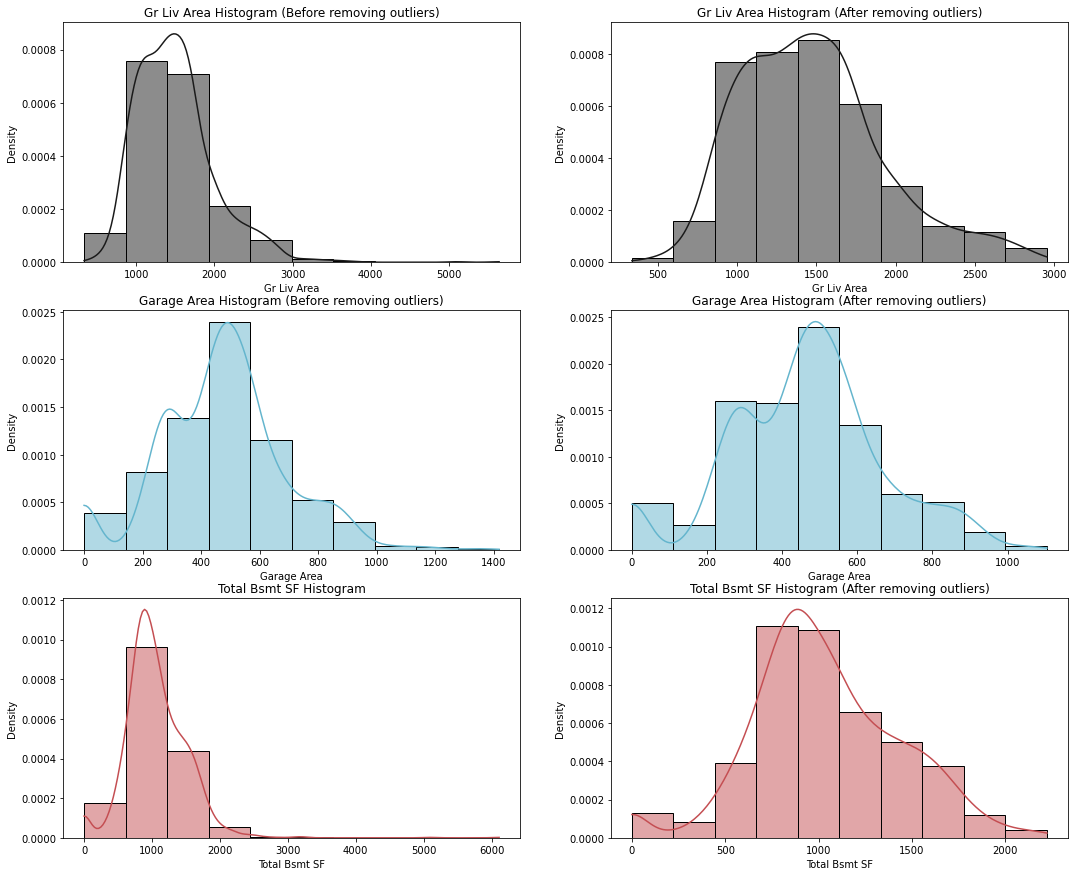 Gr Liv Area Histogram (Before removing outliers)
0.0008
0.0006
0.0004
0.0002
0.0000
Density
1000 2000 3000 4000 5000
Gr Liv Area
Gr Liv Area Histogram (After removing outliers)
0.0008
0.0006
0.0004
0.0002
0.0000
Density
500 1000 1500 2000 2500 3000
Gr Liv Area
Garage Area Histogram (Before removing outliers)
0.0025
0.0020
0.0015
0.0010
0.0005
0.0000
Density
0 200 400 600 800 1000 1200 1400
Garage Area
Garage Area Histogram (After removing outliers)
0.0025
0.0020
0.0015
0.0010
0.0005
0.0000
Density
0 200 400 600 800 1000
Garage Area
Total Bsmt SF Histogram
0.0012
0.0010
0.0008
0.0006
0.0004
0.0002
0.0000
Density
0 1000 2000 3000 4000 5000 6000
Total Bsmt SF
Total Bsmt SF Histogram (After removing outliers)
0.0012
0.0010
0.0008
0.0006
0.0004
0.0002
0.0000
Density
0 500 1000 1500 2000
Total Bsmt SF